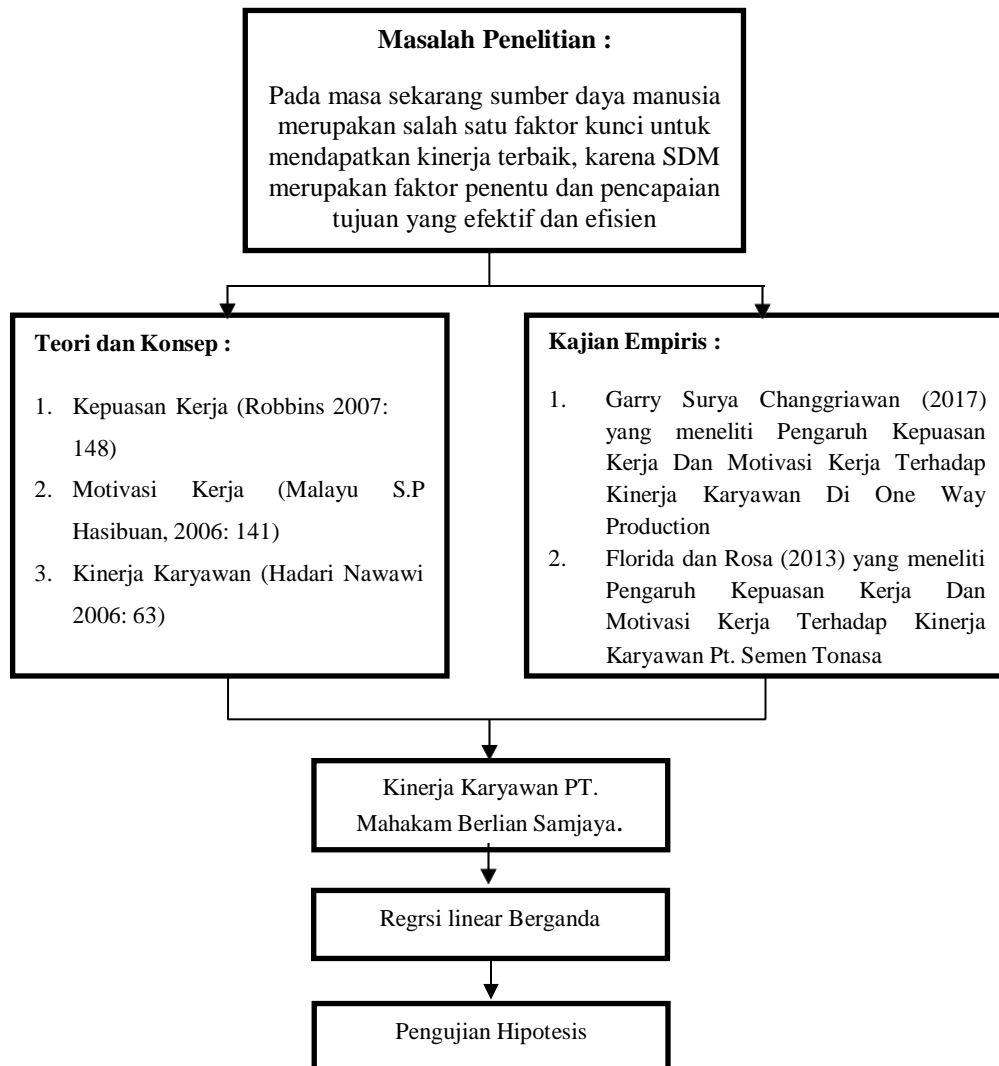 Masalah Penelitian :
Pada masa sekarang sumber daya manusia
merupakan salah satu faktor kunci untuk
mendapatkan kinerja terbaik, karena SDM
merupakan faktor penentu dan pencapaian
tujuan yang efektif dan efisien
Teori dan Konsep :
1. Kepuasan Kerja (Robbins 2007:
148)
2. Motivasi Kerja (Malayu S.P
Hasibuan, 2006: 141)
3. Kinerja Karyawan (Hadari Nawawi
2006: 63)
Kajian Empiris :
1. Garry Surya Changgriawan (2017)
yang meneliti Pengaruh Kepuasan
Kerja Dan Motivasi Kerja Terhadap
Kinerja Karyawan Di One Way
Production
2. Florida dan Rosa (2013) yang meneliti
Pengaruh Kepuasan Kerja Dan
Motivasi Kerja Terhadap Kinerja
Karyawan Pt. Semen Tonasa
Kinerja Karyawan PT.
Mahakam Berlian Samjaya.
Regrsi linear Berganda
Pengujian Hipotesis